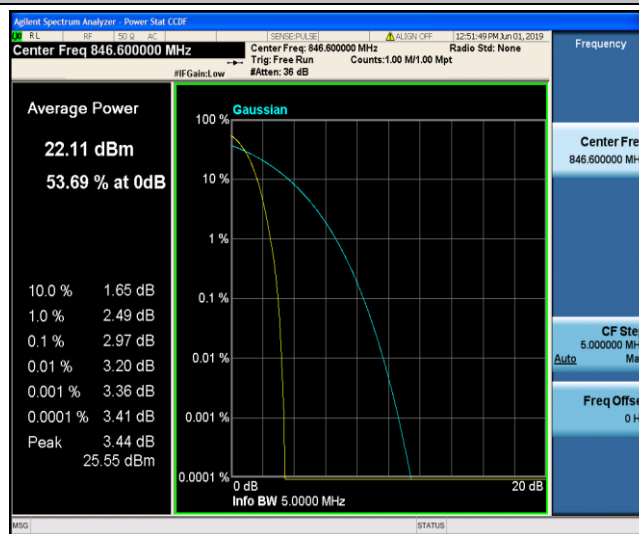 Agilent Spectrum Analyzer - Power Stat CCDF
RL RF 50 Ω AC SENSE:PULSE ALIGN OFF 12:51:49 PM Jun 01, 2019
Center Freq 846.600000 MHz Center Freq: 846.600000 MHz Radio Std: None
Trig: Free Run Counts:1.00 M/1.00 Mpt
#IFGain:Low #Atten: 36 dB
Frequency
Average Power
22.11 dBm
53.69 % at 0dB
10.0 % 1.65 dB
1.0 % 2.49 dB
0.1 % 2.97 dB
0.01 % 3.20 dB
0.001 % 3.36 dB
0.0001 % 3.41 dB
Peak 3.44 dB
25.55 dBm
Gaussian
100 %
10 %
1 %
0.1 %
0.01 %
0.001 %
0.0001 %
0 dB 20 dB
Info BW 5.0000 MHz
Center Fre
846.600000 MH
CF Ste
5.000000 MH
Auto Ma
Freq Offse
0 H
MSG STATUS